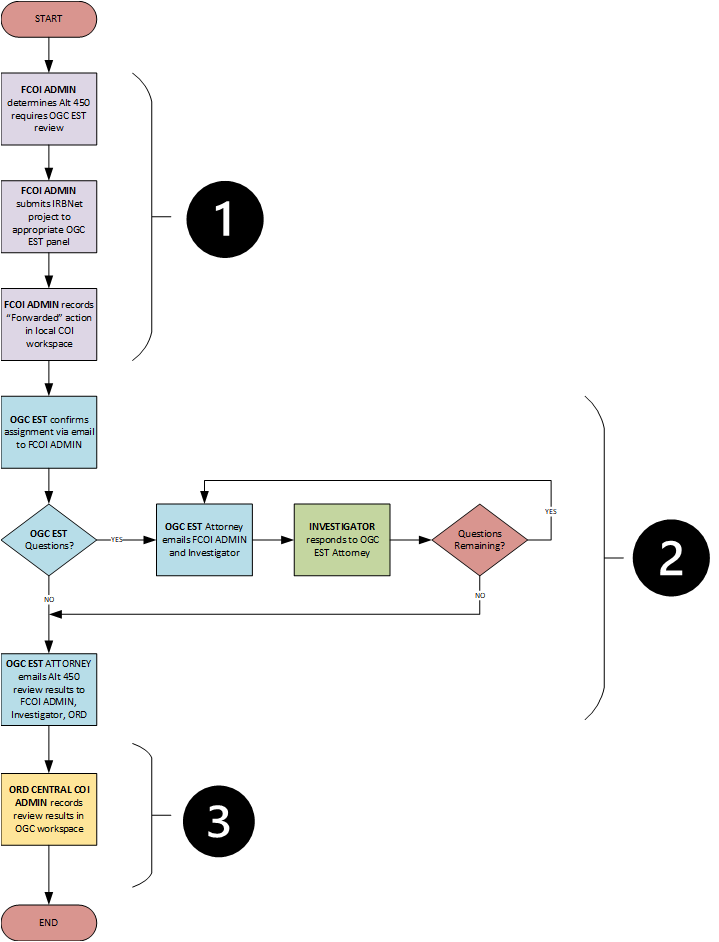 START
FCOI ADMIN
determines Alt 450
requires OGC EST
review
FCOI ADMIN
submits IRBNet
project to
appropriate OGC
EST panel
1
FCOI ADMIN records
“Forwarded” action
in local COI
workspace
OGC EST confirms
assignment via email
to FCOI ADMIN
OGC EST
Questions?
YES
OGC EST Attorney
emails FCOI ADMIN
and Investigator
INVESTIGATOR
responds to OGC
EST Attorney
Questions
Remaining?
YES
2
NO
NO
OGC EST ATTORNEY
emails Alt 450
review results to
FCOI ADMIN,
Investigator, ORD
ORD CENTRAL COI
ADMIN records
review results in
OGC workspace
3
END